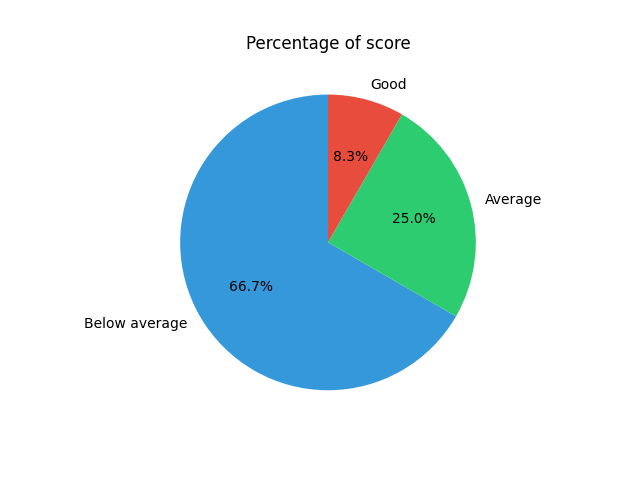 Percentage of score
Good
8.3%
Average
25.0%
66.7%
Below average